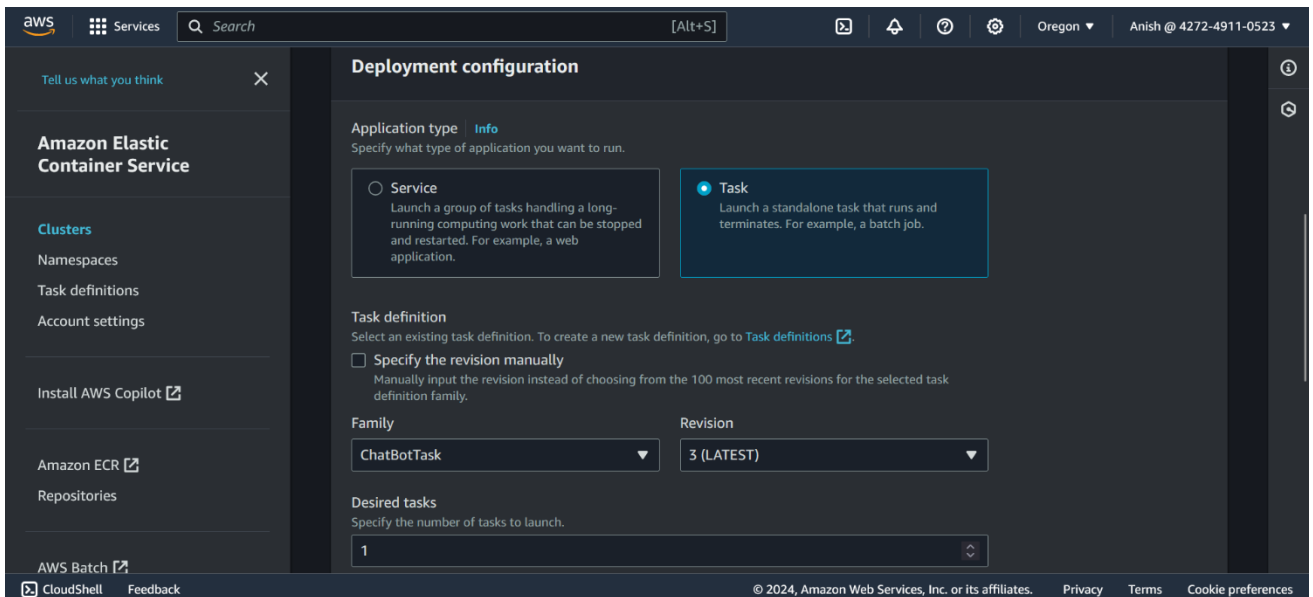 aws
Services
Search
[Alt+S]
Oregon ▼
Anish @ 4272-4911-0523 ▼
Tell us what you think
Amazon Elastic
Container Service
Clusters
Namespaces
Task definitions
Account settings
Install AWS Copilot
Amazon ECR
Repositories
AWS Batch
Deployment configuration
Application type | Info
Specify what type of application you want to run.
Service
Launch a group of tasks handling a long-
running computing work that can be stopped
and restarted. For example, a web
application.
Task
Launch a standalone task that runs and
terminates. For example, a batch job.
Task definition
Select an existing task definition. To create a new task definition, go to Task definitions.
Specify the revision manually
Manually input the revision instead of choosing from the 100 most recent revisions for the selected task
definition family.
Family
ChatBotTask
Revision
3 (LATEST)
Desired tasks
Specify the number of tasks to launch.
1
CloudShell
Feedback
© 2024, Amazon Web Services, Inc. or its affiliates.
Privacy
Terms
Cookie preferences